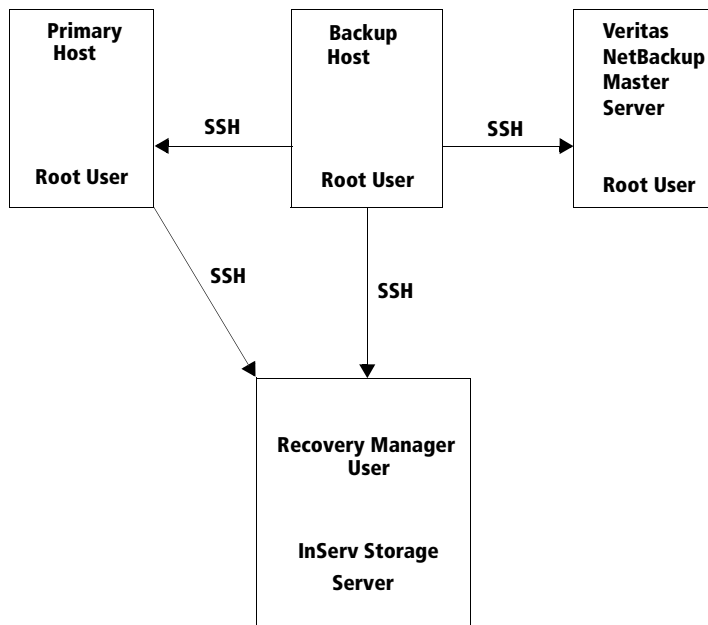 Primary
Host
Root User
Backup
Host
Root User
Veritas
NetBackup
Master
Server
Root User
SSH
SSH
SSH
SSH
Recovery Manager
User
InServ Storage
Server